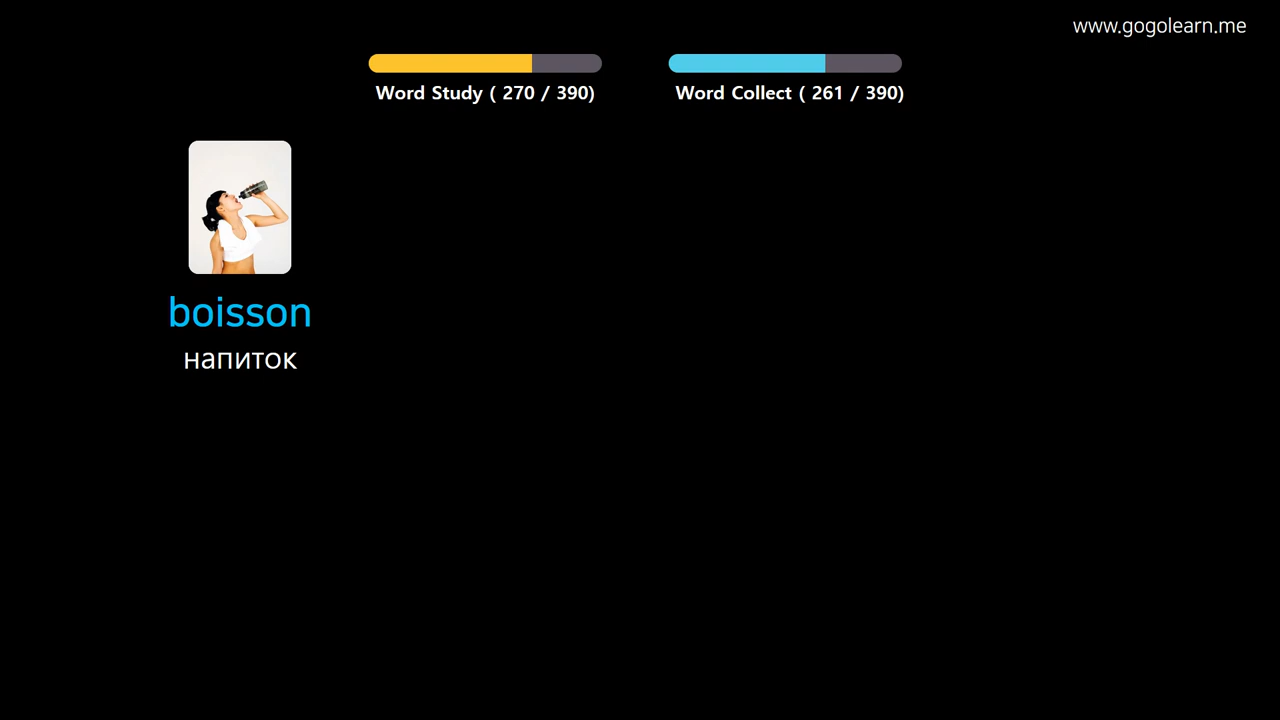 www.gogolearn.me
Word Study ( 270 / 390)
Word Collect ( 261 / 390)
boisson
напиток